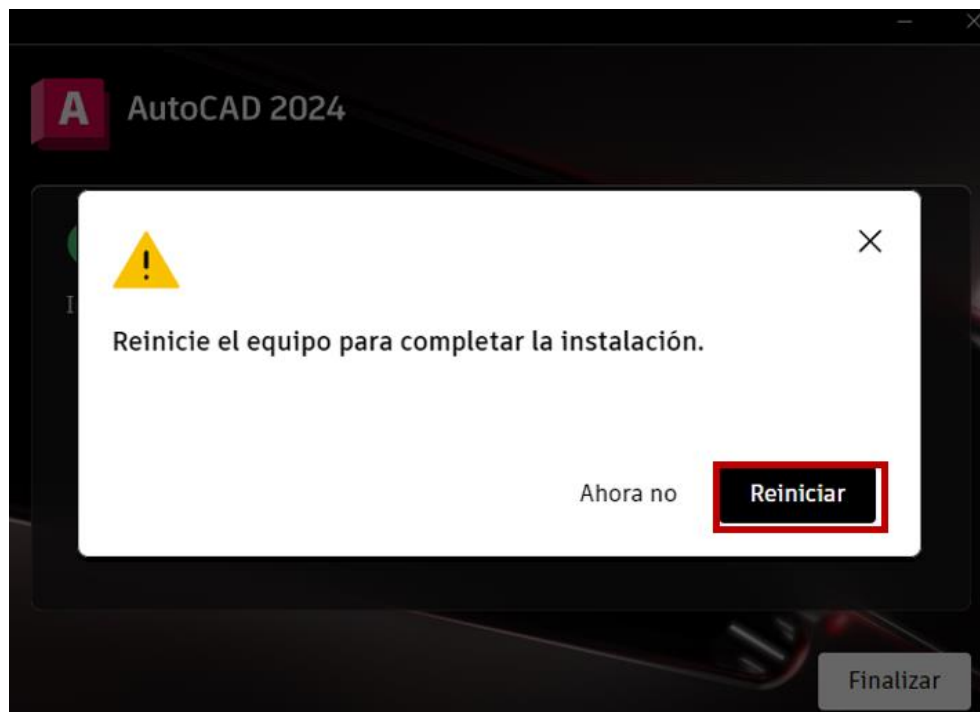 A
AutoCAD 2024
I
Reinicie el equipo para completar la instalación.
Ahora no
Reiniciar
Finalizar